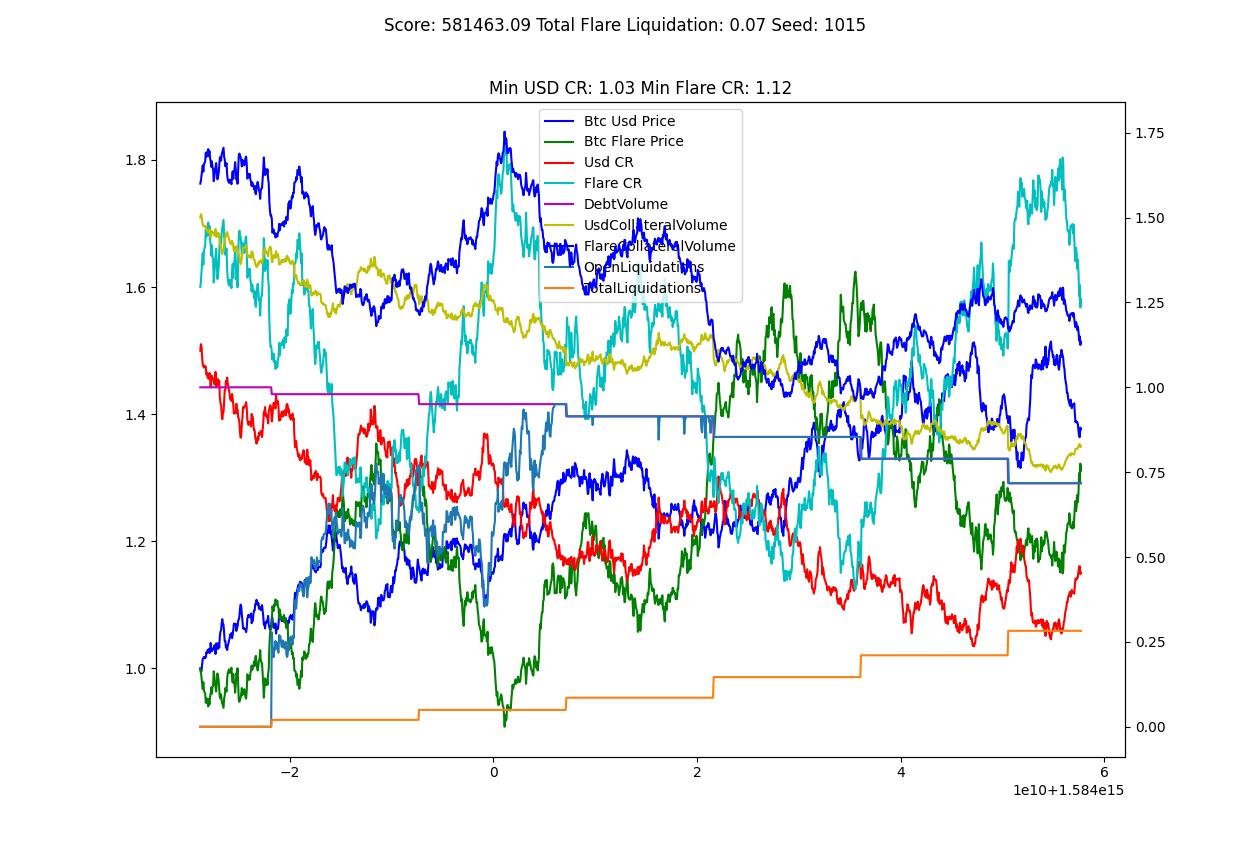 Score: 581463.09 Total Flare Liquidation: 0.07 Seed: 1015
Min USD CR: 1.03 Min Flare CR: 1.12
Btc Usd Price
Btc Flare Price
Usd CR
Flare CR
DebtVolume
UsdCollateralVolume
FlareCollateralVolume
OpenLiquidations
TotalLiquidations
1.8
1.6
1.4
1.2
1.0
1.75
1.50
1.25
1.00
0.75
0.50
0.25
0.00
−2 0 2 4 6
1e10+1.584e15